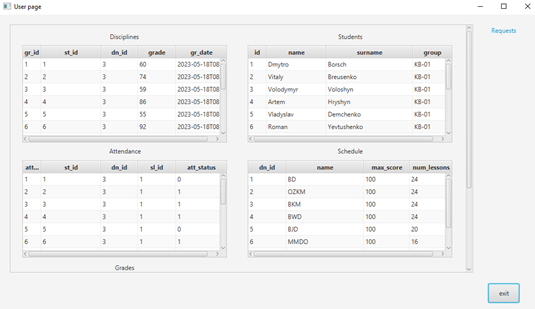 User page
Requests
Disciplines
gr_id st_id dn_id grade gr_date
1 1 3 60 2023-05-18T08
2 2 3 74 2023-05-18T08
3 3 3 59 2023-05-18T08
4 4 3 86 2023-05-18T08
5 5 3 55 2023-05-18T08
6 6 3 92 2023-05-18T08
Students
id name surname group
1 Dmytro Borsch KB-01
2 Vitaly Breusenko KB-01
3 Volodymyr Voloshyn KB-01
4 Artem Hryshyn KB-01
5 Vladyslav Demchenko KB-01
6 Roman Yevtushenko KB-01
Attendance
att... st_id dn_id sl_id att_status
1 1 3 1 0
2 2 3 1 1
3 3 3 1 1
4 4 3 1 1
5 5 3 1 0
6 6 3 1 1
Schedule
dn_id name max_score num_lessons
1 BD 100 24
2 OZKM 100 24
3 BKM 100 24
4 BWD 100 24
5 BJD 100 20
6 MMDO 100 16
Grades
exit